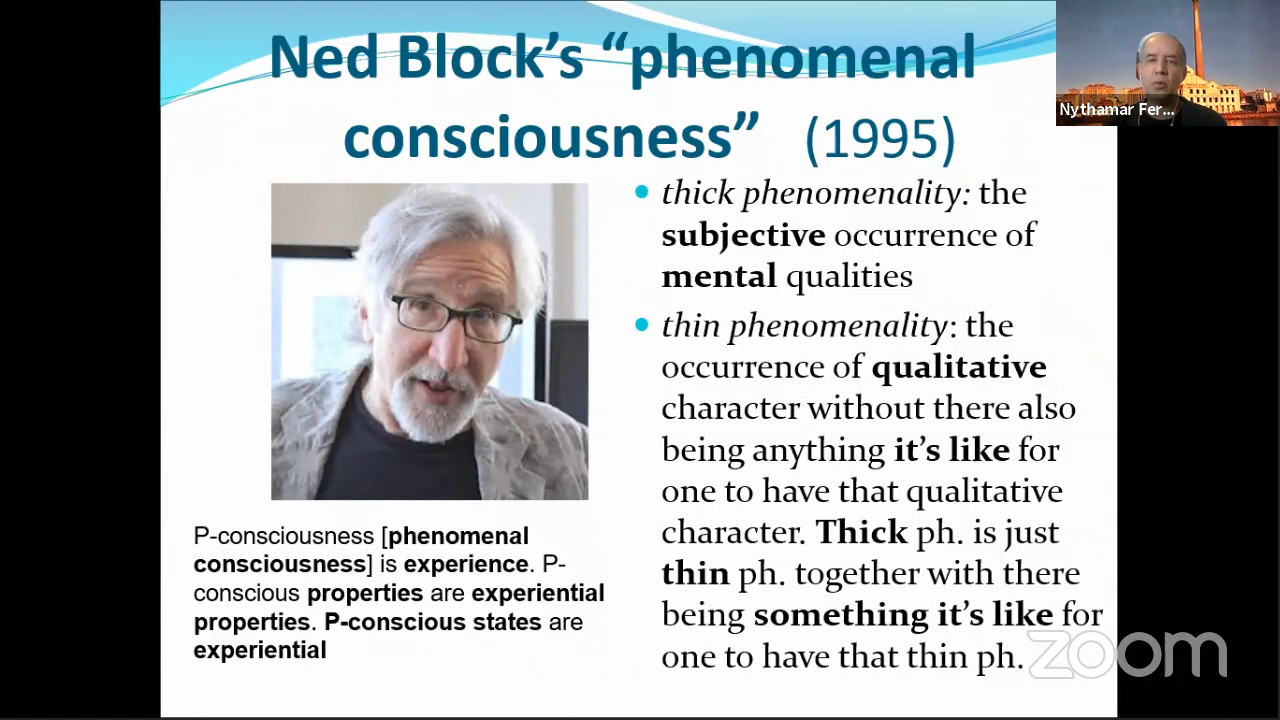 Ned Block’s “phenomenal
consciousness” (1995)
Nythamar Fer...
thick phenomenality: the
subjective occurrence of
mental qualities
thin phenomenality: the
occurrence of qualitative
character without there also
being anything it’s like for
one to have that qualitative
character. Thick ph. is just
thin ph. together with there
being something it’s like for
one to have that thin ph.
P-consciousness [phenomenal
consciousness] is experience. P-
conscious properties are experiential
properties. P-conscious states are
experiential
zoom